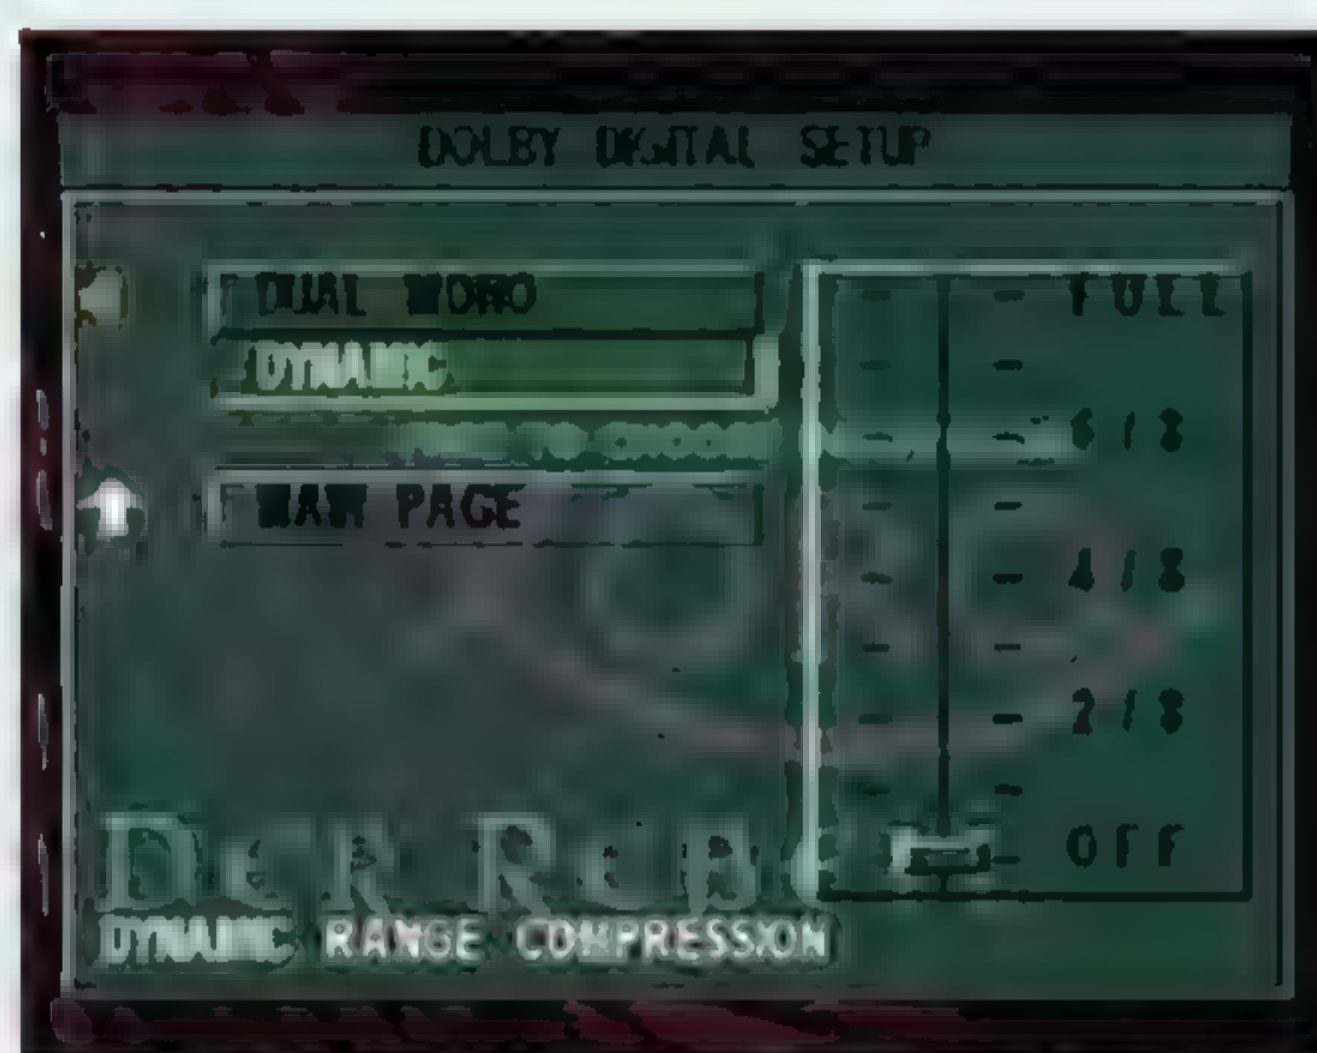 DOLBY DIGITAL SETUP
DUAL MONO
DYNAMIC
MAIN PAGE
FULL
6/8
4/8
2/8
OFF
DYNAMIC RANGE COMPRESSION